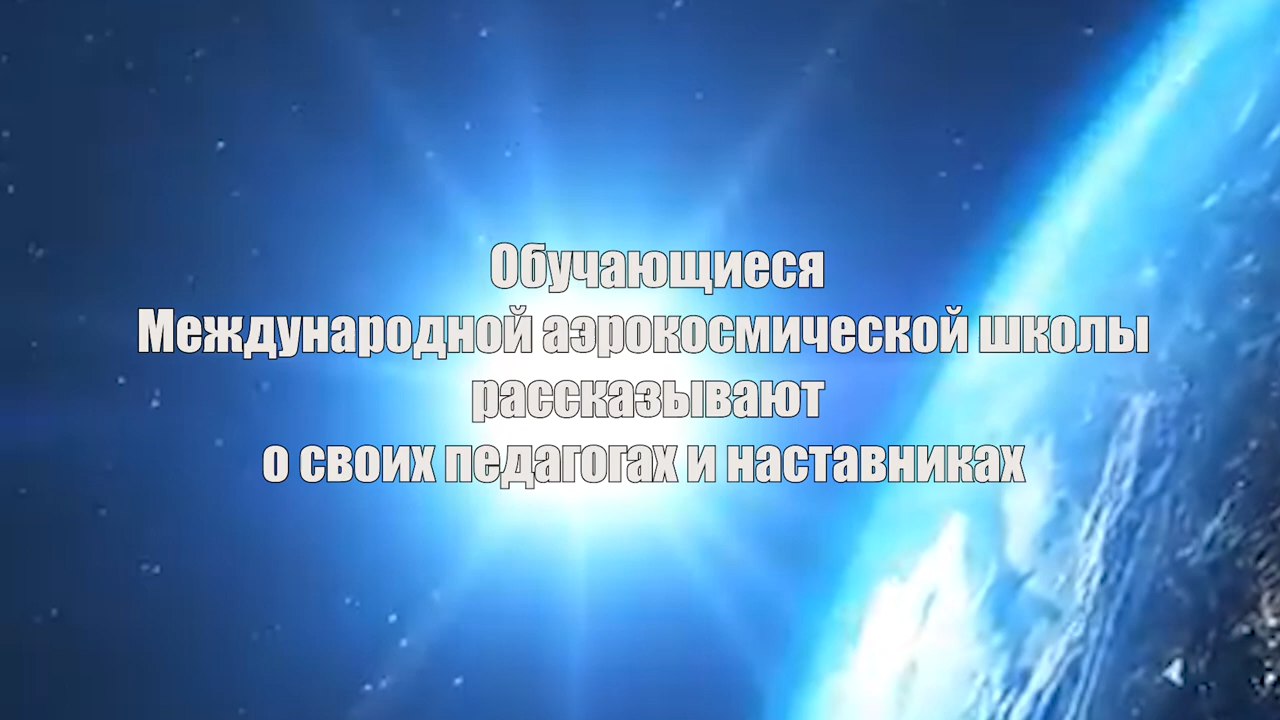 Обучающиеся
Международной аэрокосмической школы
рассказывают
о своих педагогах и наставниках